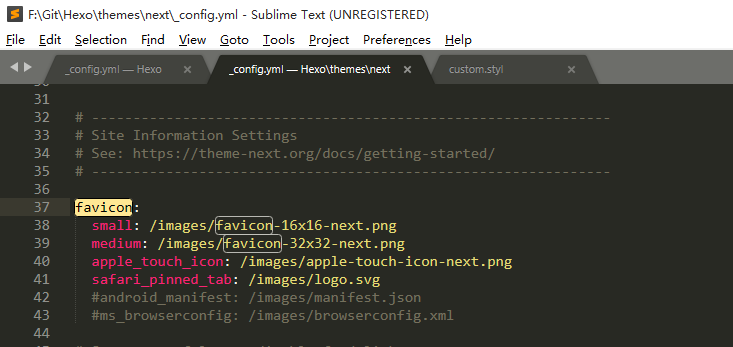 F:\Git\Hexo\themes\next\_config.yml - Sublime Text (UNREGISTERED)
File Edit Selection Find View Goto Tools Project Preferences Help
_config.yml — Hexo × _config.yml — Hexo\themes\next × custom.styl ×
31
32 # ----------------------------------------------------------------
33 # Site Information Settings
34 # See: https://theme-next.org/docs/getting-started/
35 # ----------------------------------------------------------------
36
37 favicon:
38 small: /images/favicon-16x16-next.png
39 medium: /images/favicon-32x32-next.png
40 apple_touch_icon: /images/apple-touch-icon-next.png
41 safari_pinned_tab: /images/logo.svg
42 #android_manifest: /images/manifest.json
43 #ms_browserconfig: /images/browserconfig.xml
44